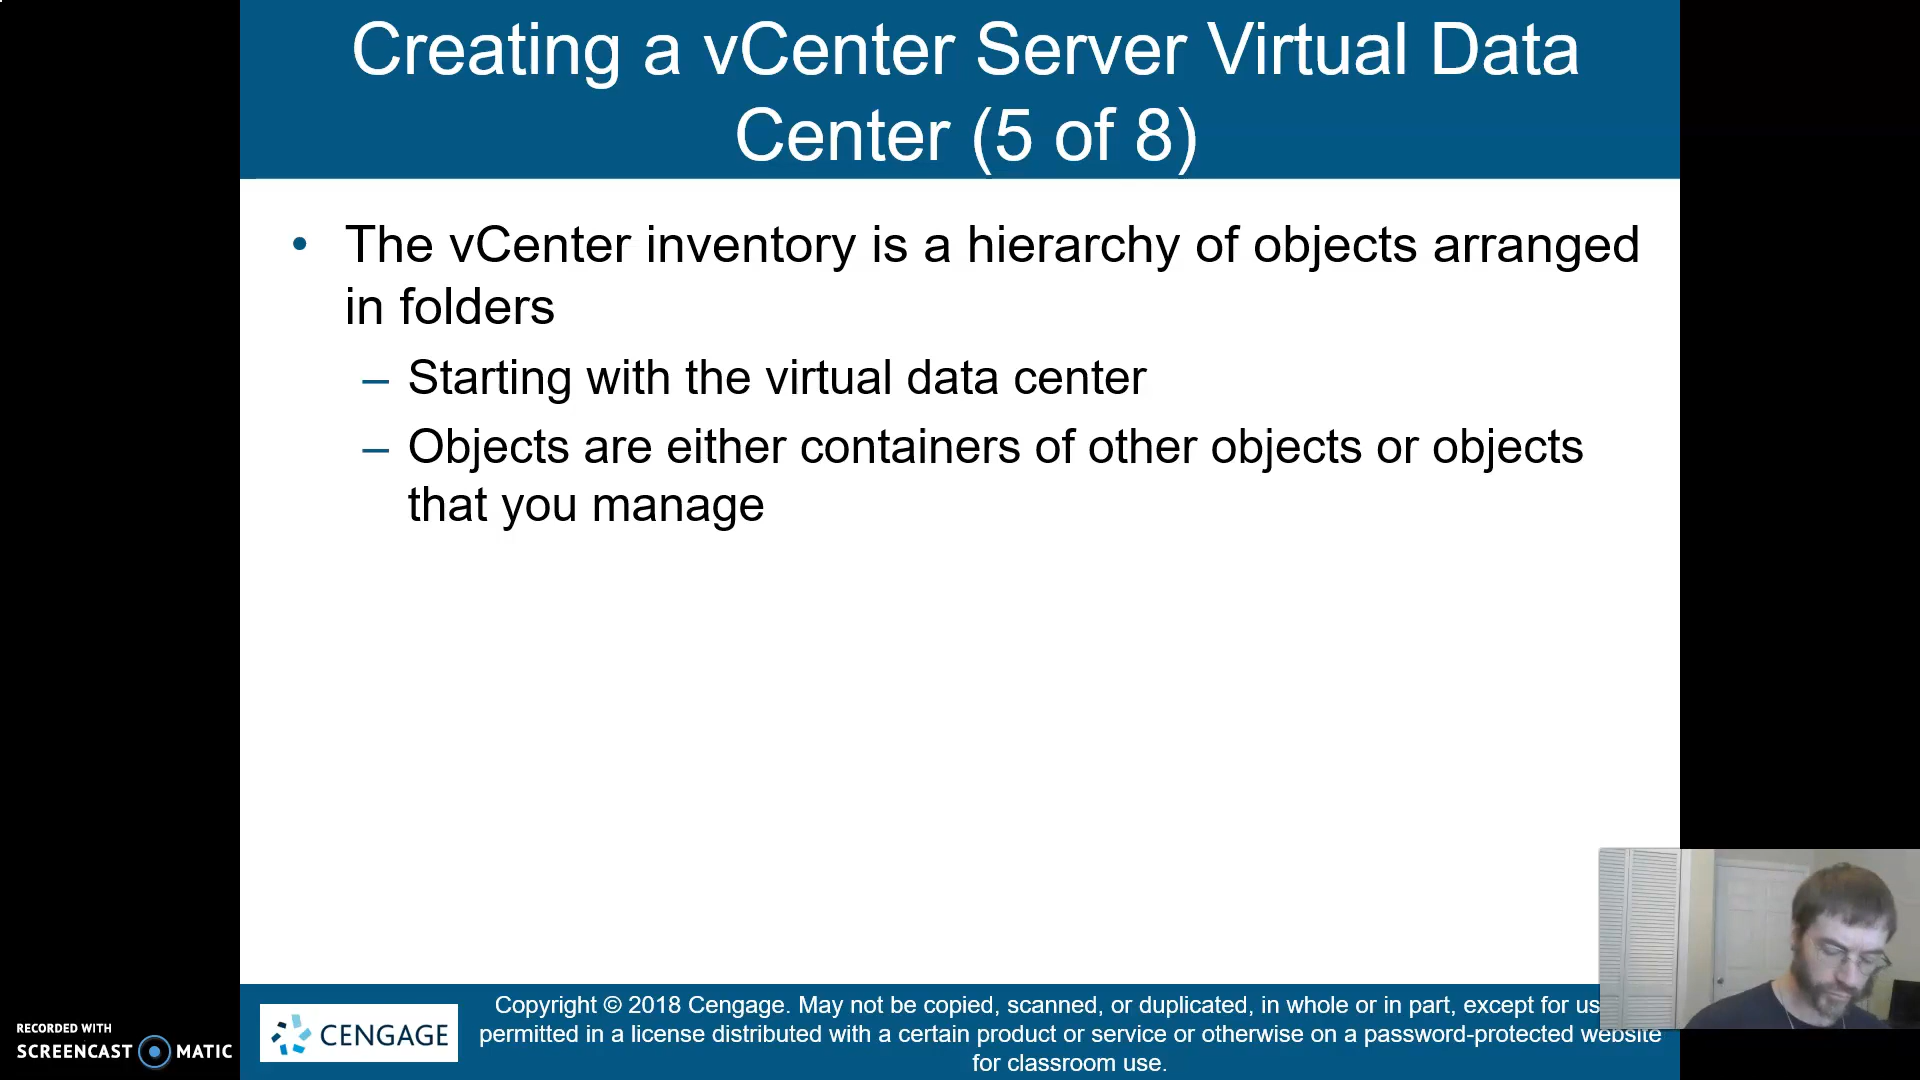 Creating a vCenter Server Virtual Data
Center (5 of 8)
• The vCenter inventory is a hierarchy of objects arranged
in folders
– Starting with the virtual data center
– Objects are either containers of other objects or objects
that you manage
Copyright © 2018 Cengage. May not be copied, scanned, or duplicated, in whole or in part, except for
permitted in a license distributed with a certain product or service or otherwise on a password-protected website
for classroom use.
CENGAGE
RECORDED WITH
SCREENCAST MATIC